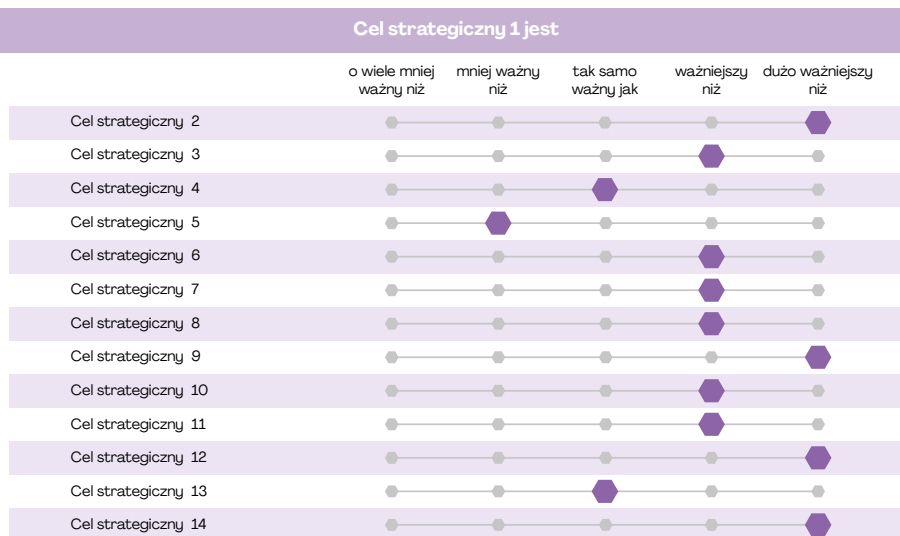 Cel strategiczny 1 jest
o wiele mniej ważny niż
mniej ważny niż
tak samo ważny jak
ważniejszy niż
dużo ważniejszy niż
Cel strategiczny 2
Cel strategiczny 3
Cel strategiczny 4
Cel strategiczny 5
Cel strategiczny 6
Cel strategiczny 7
Cel strategiczny 8
Cel strategiczny 9
Cel strategiczny 10
Cel strategiczny 11
Cel strategiczny 12
Cel strategiczny 13
Cel strategiczny 14